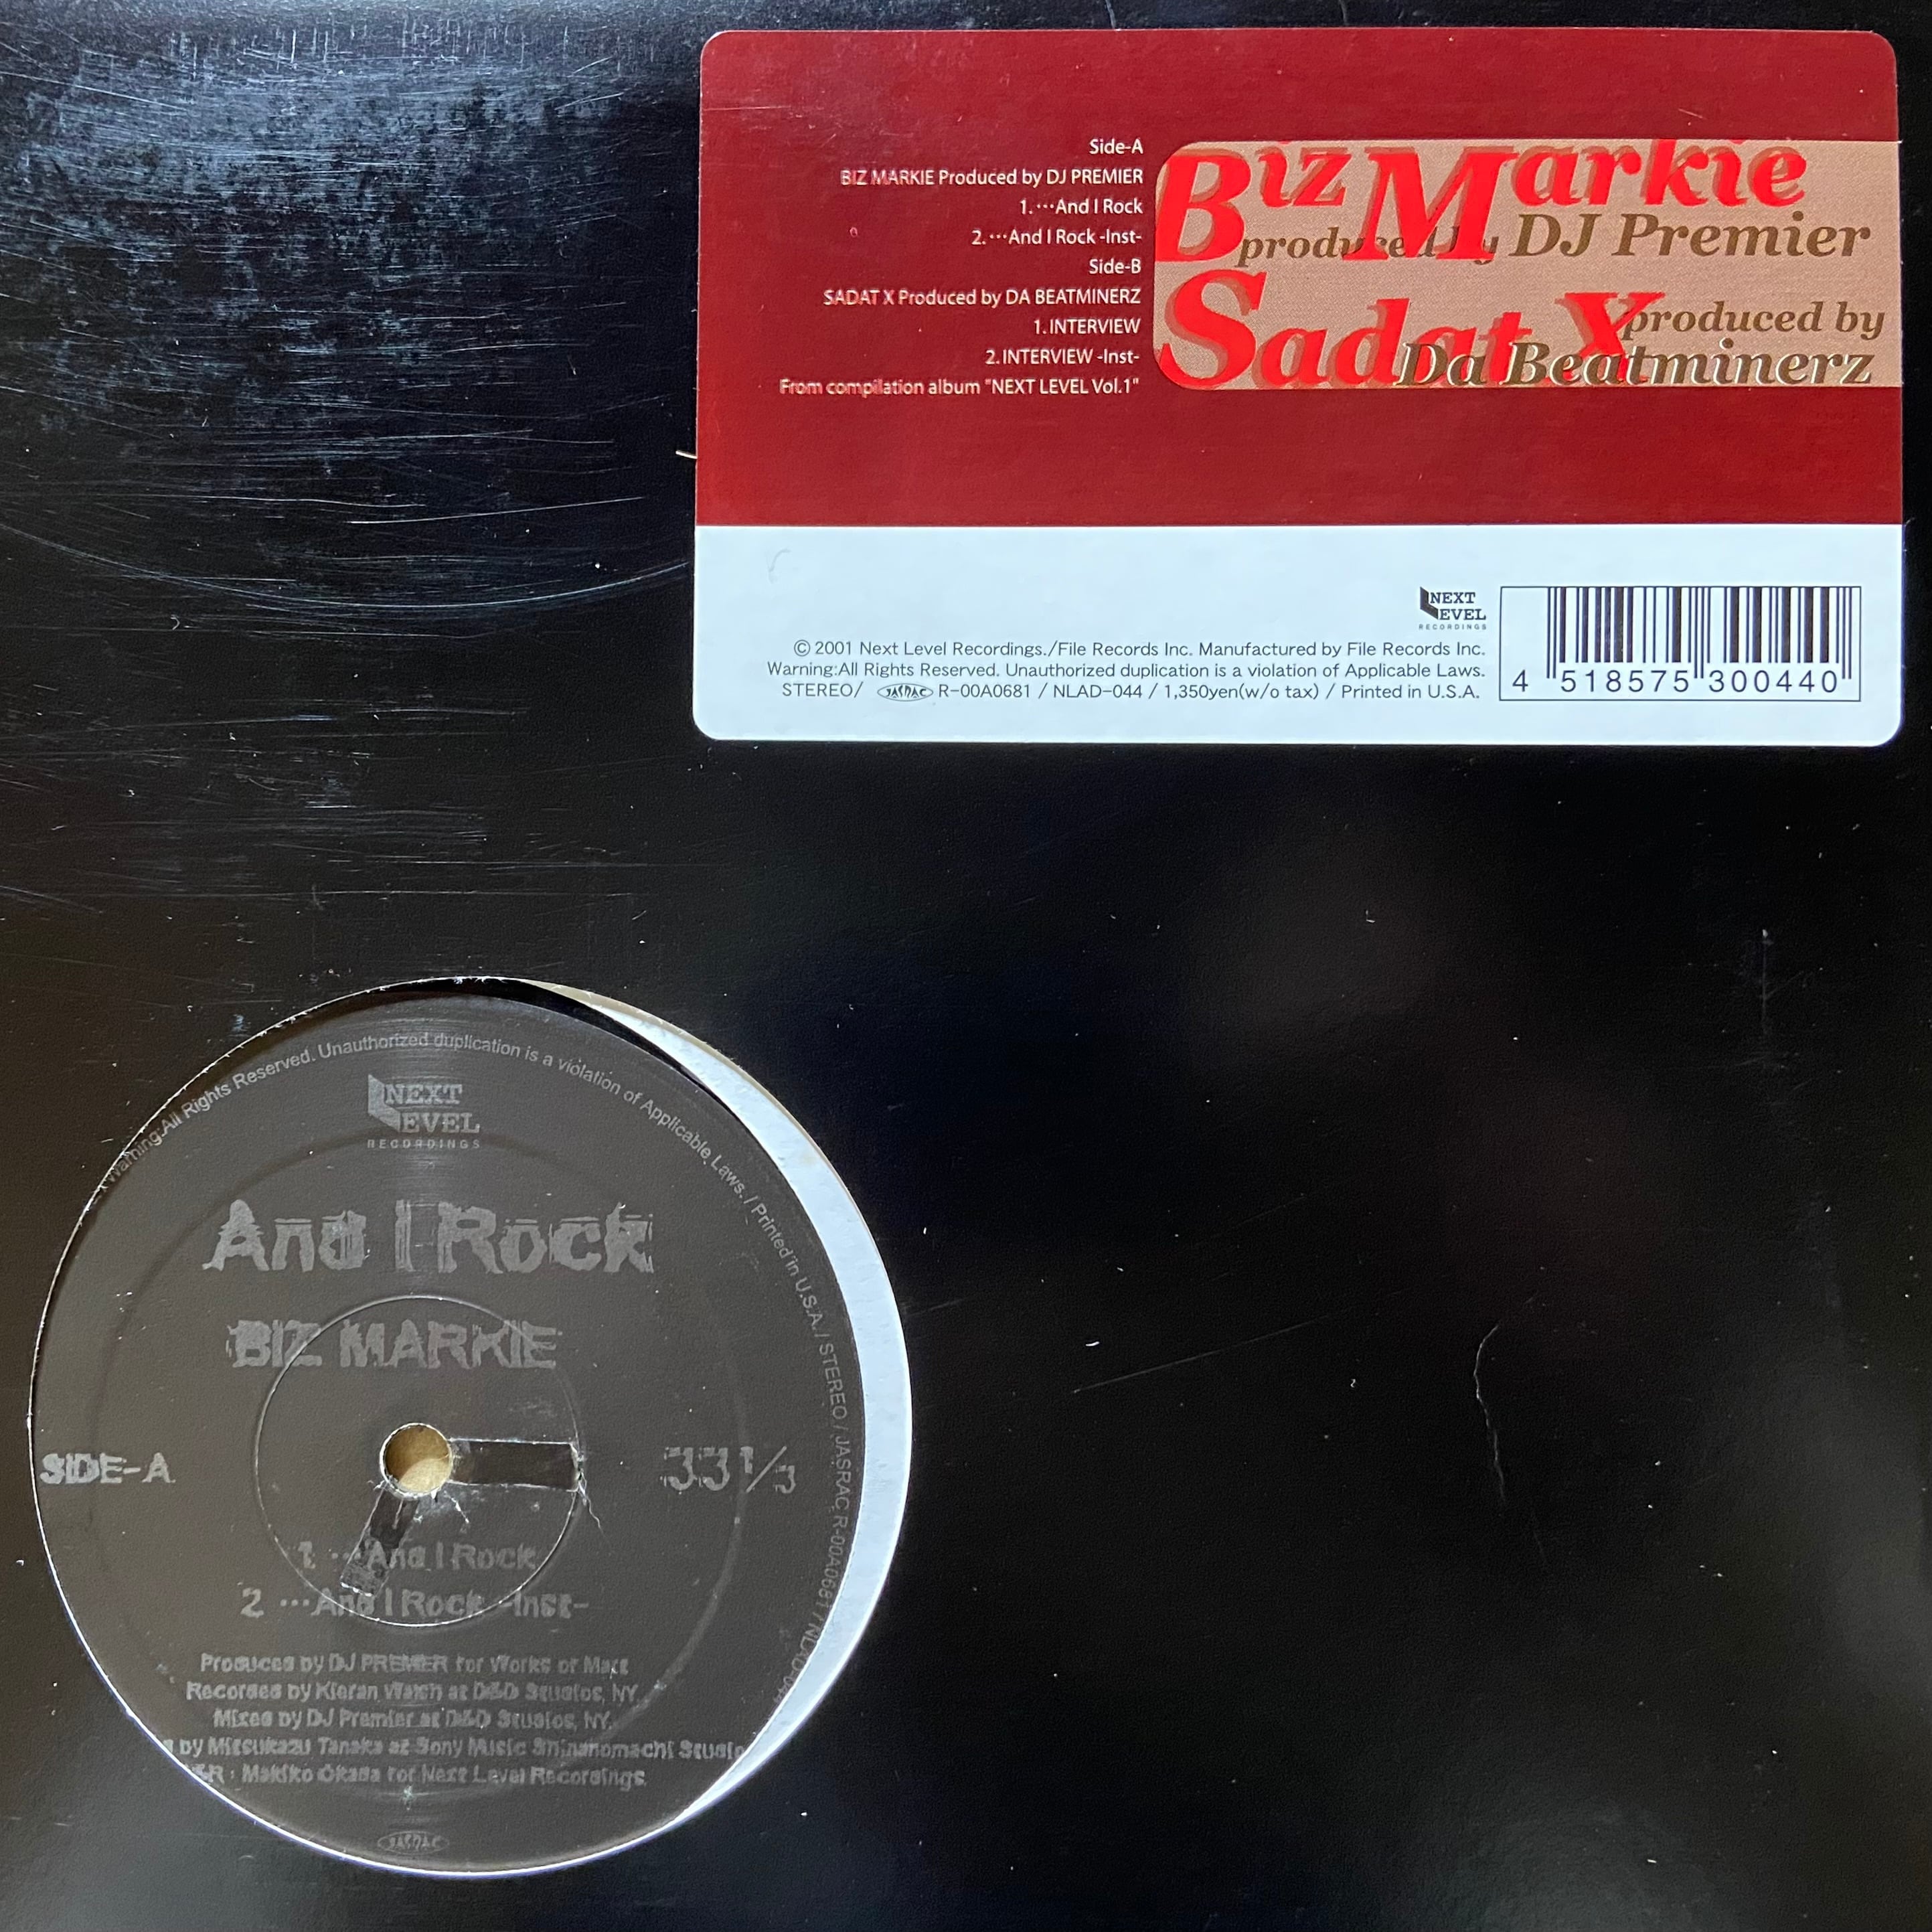 Side-A
BIZ MARKIE Produced by DJ PREMIER
1.…And I Rock
2.…And I Rock -Inst-
Side-B
SADAT X Produced by DA BEATMINERZ
1. INTERVIEW
2. INTERVIEW -Inst-
From compilation album "NEXT LEVEL Vol.1"
Biz Markie
produced by DJ Premier
Sadat X produced by
Da Beatminerz
NEXT
LEVEL
RECORDINGS
© 2001 Next Level Recordings./File Records Inc. Manufactured by File Records Inc.
Warning:All Rights Reserved. Unauthorized duplication is a violation of Applicable Laws.
STEREO/ JASRAC R-00A0681 / NLAD-044 / 1,350yen(w/o tax) / Printed in U.S.A.
4 518575 300440
Warning:All Rights Reserved. Unauthorized duplication is a violation of Applicable Laws. / Printed in U.S.A. / STEREO / JASRAC R-00A0681 /
NEXT
LEVEL
RECORDINGS
And I Rock
BIZ MARKIE
SIDE-A
33 1/3
1 …And I Rock
2 …And I Rock -Inst-
Produced by DJ PREMIER for Works of Mart
Recorded by Kieran Walsh at D&D Studios, NY.
Mixed by DJ Premier at D&D Studios, NY.
by Mitsukazu Tanaka at Sony Music Shinanomachi Studio
&R : Makiko Okada for Next Level Recordings
JASRAC